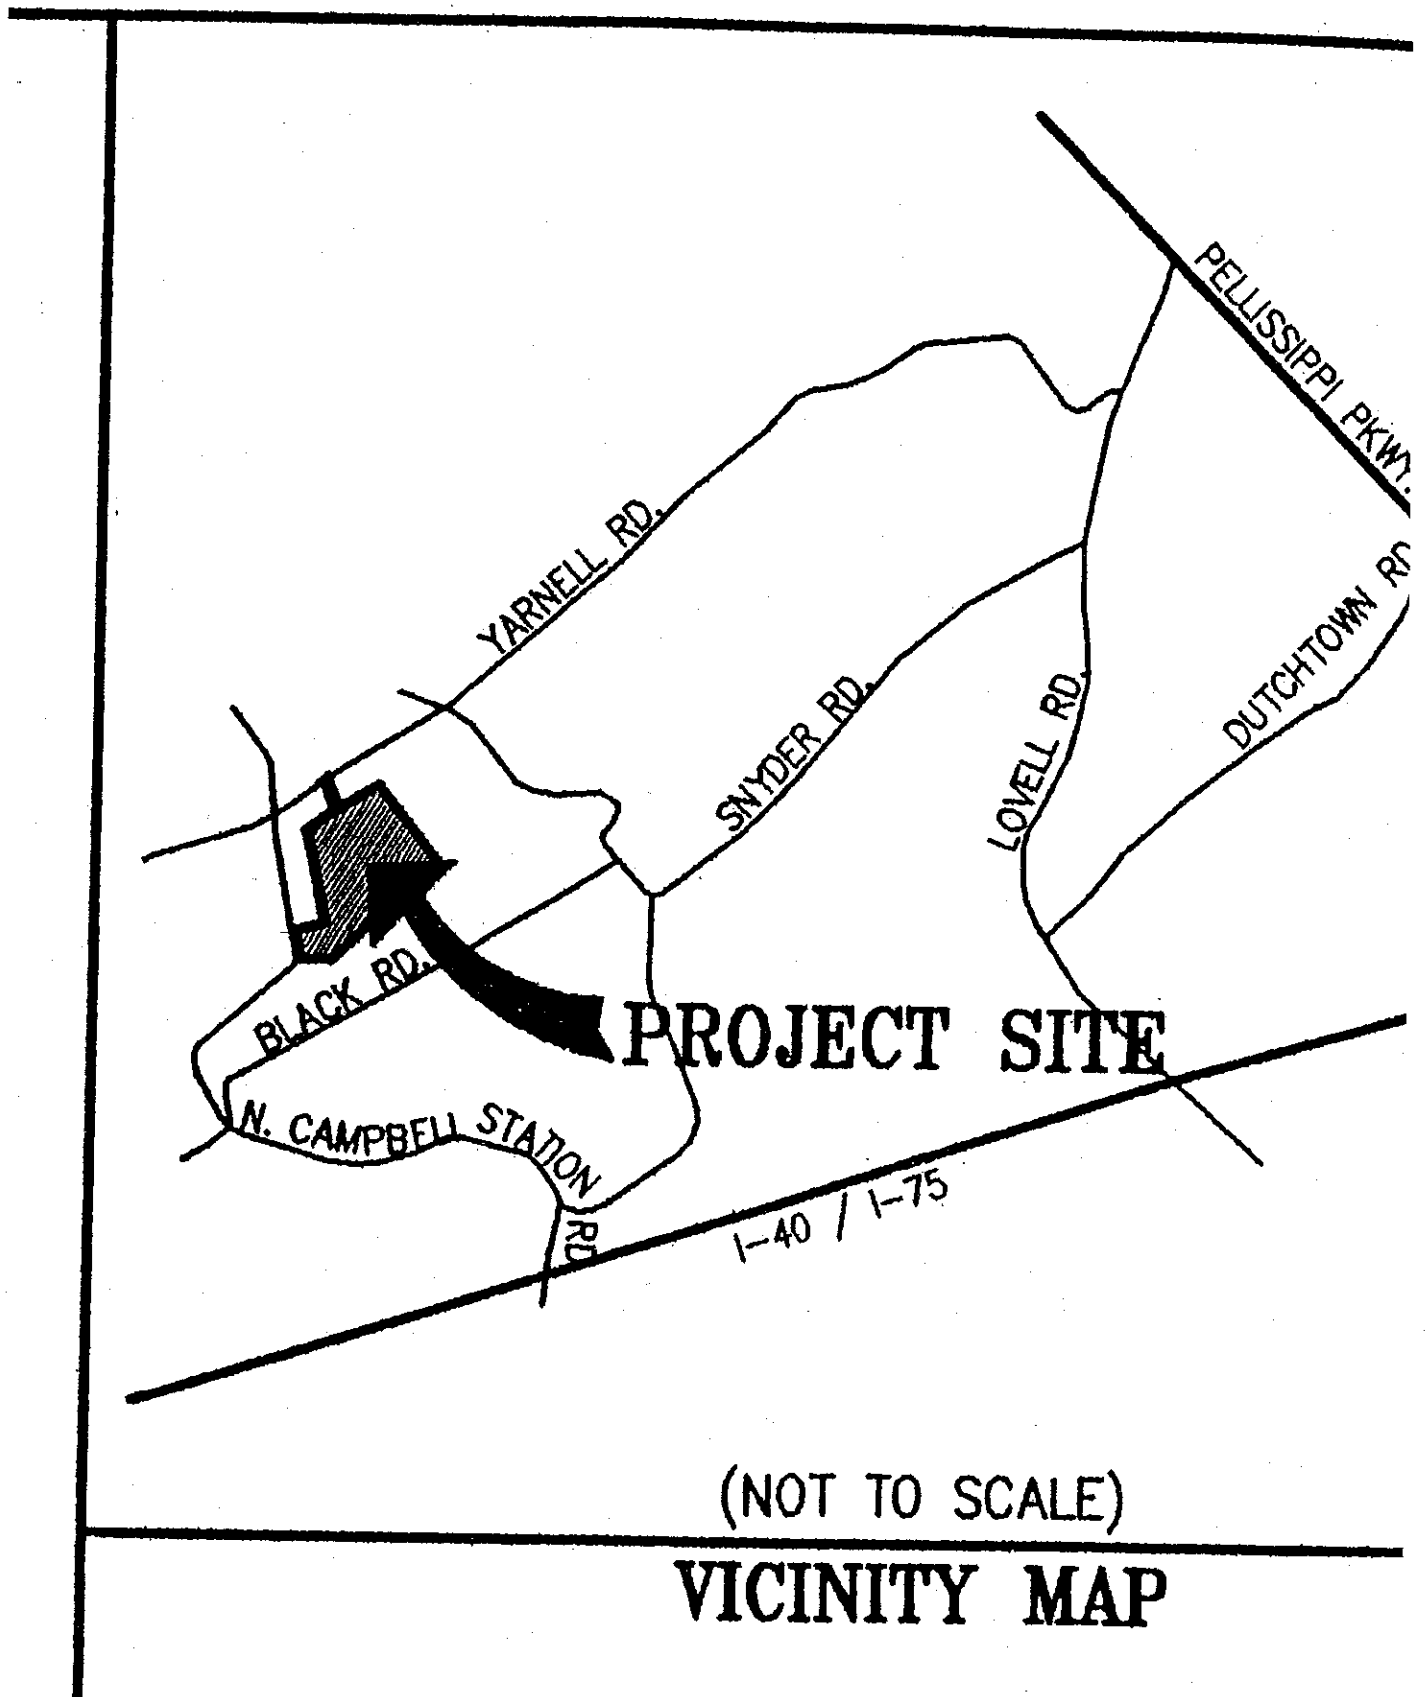 PELLISSIPPI PKWY.
YARNELL RD.
DUTCHTOWN RD
SNYDER RD.
LOVELL RD.
BLACK RD.
PROJECT SITE
N. CAMPBELL STATION RD
I-40 / I-75
(NOT TO SCALE)
VICINITY MAP